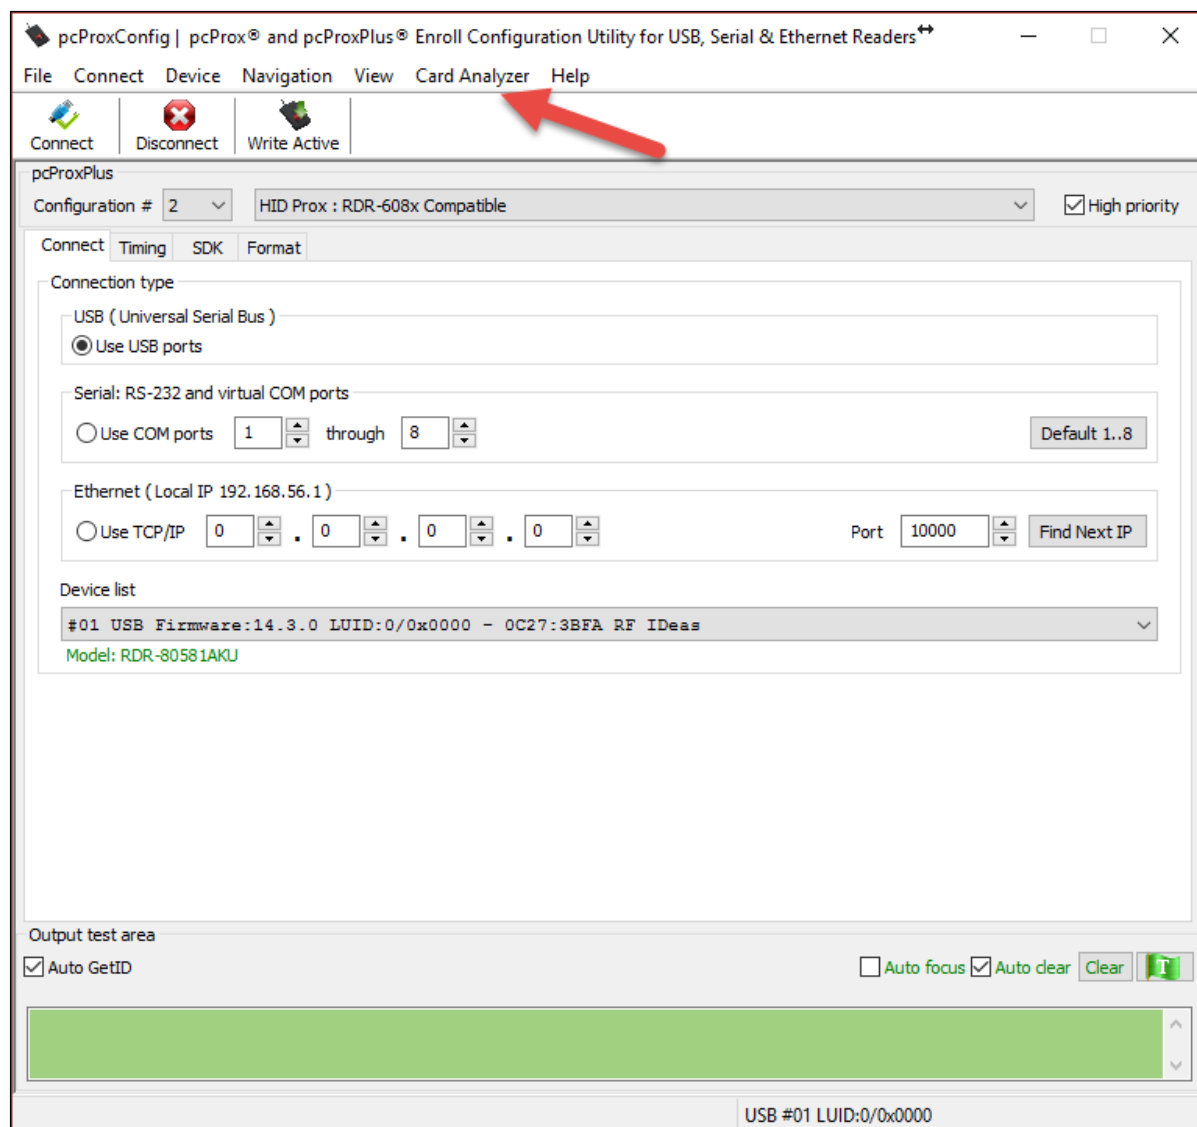 pcProxConfig | pcProx® and pcProxPlus® Enroll Configuration Utility for USB, Serial & Ethernet Readers
File Connect Device Navigation View Card Analyzer Help
Connect Disconnect Write Active
pcProxPlus
Configuration # 2 HID Prox : RDR-608x Compatible High priority
Connect Timing SDK Format
Connection type
USB ( Universal Serial Bus )
Use USB ports
Serial: RS-232 and virtual COM ports
Use COM ports 1 through 8 Default 1..8
Ethernet ( Local IP 192.168.56.1 )
Use TCP/IP 0 . 0 . 0 . 0 Port 10000 Find Next IP
Device list
#01 USB Firmware:14.3.0 LUID:0/0x0000 - 0C27:3BFA RF IDeas
Model: RDR-80581AKU
Output test area
Auto GetID Auto focus Auto clear Clear T
USB #01 LUID:0/0x0000